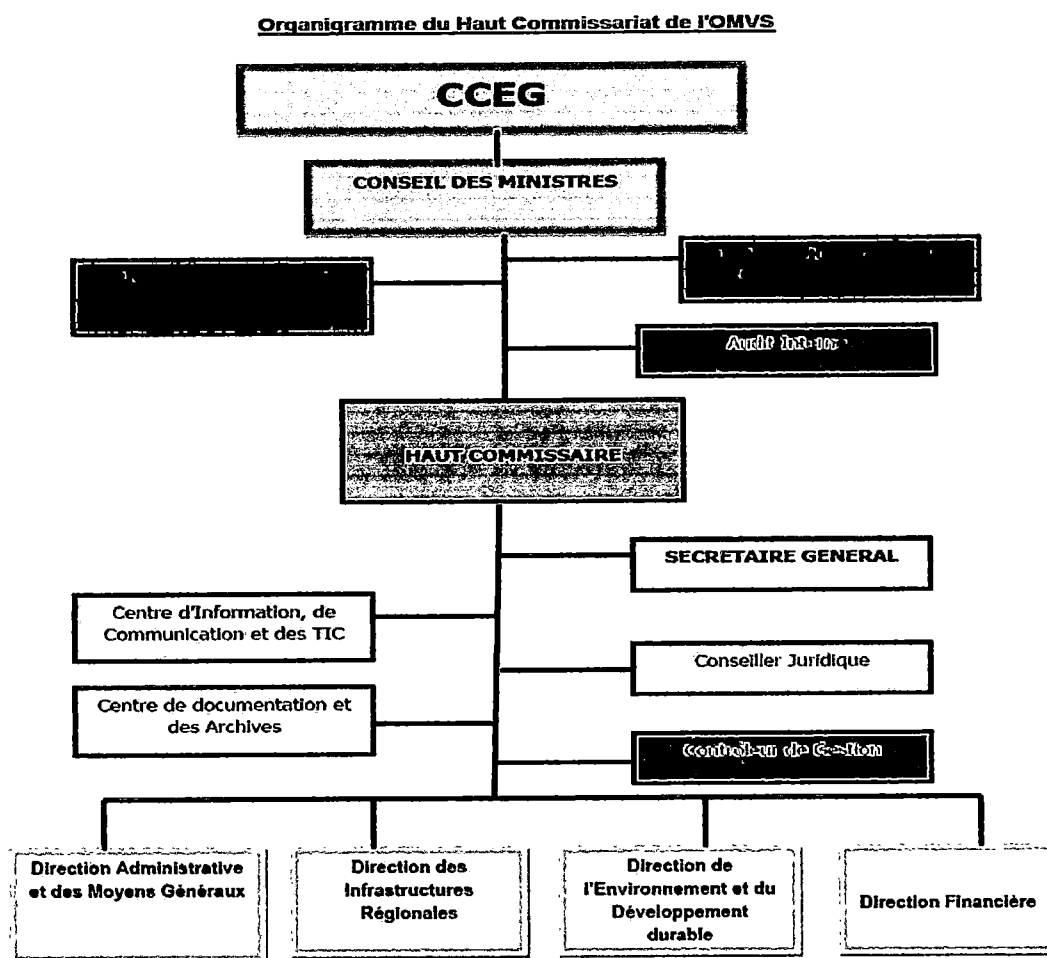 Organigramme du Haut Commissariat de l'OMVS
CCEG
CONSEIL DES MINISTRES
Audit Interne
HAUT COMMISSAIRE
SECRETAIRE GENERAL
Centre d'Information, de
Communication et des TIC
Conseiller Juridique
Centre de documentation et
des Archives
Contrôleur de Gestion
Direction Administrative
et des Moyens Généraux
Direction des
Infrastructures
Régionales
Direction de
l'Environnement et du
Développement
durable
Direction Financière